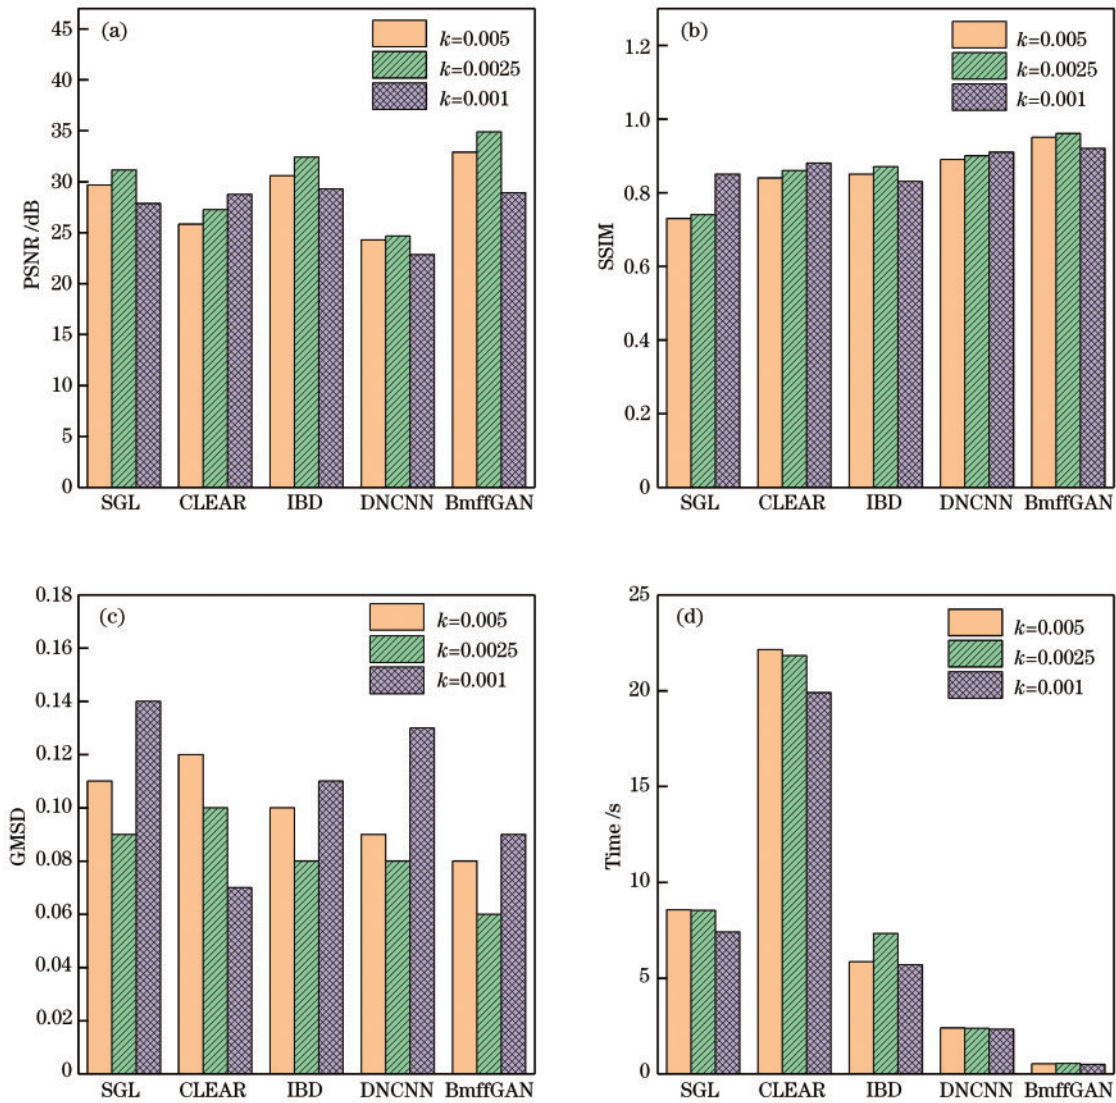 (a)
k=0.005
k=0.0025
k=0.001
PSNR /dB
45
40
35
30
25
20
15
10
5
0
SGL CLEAR IBD DNCNN BmffGAN
(b)
k=0.005
k=0.0025
k=0.001
SSIM
1.2
1.0
0.8
0.6
0.4
0.2
0
SGL CLEAR IBD DNCNN BmffGAN
(c)
k=0.005
k=0.0025
k=0.001
GMSD
0.18
0.16
0.14
0.12
0.10
0.08
0.06
0.04
0.02
0
SGL CLEAR IBD DNCNN BmffGAN
(d)
k=0.005
k=0.0025
k=0.001
Time /s
25
20
15
10
5
0
SGL CLEAR IBD DNCNN BmffGAN